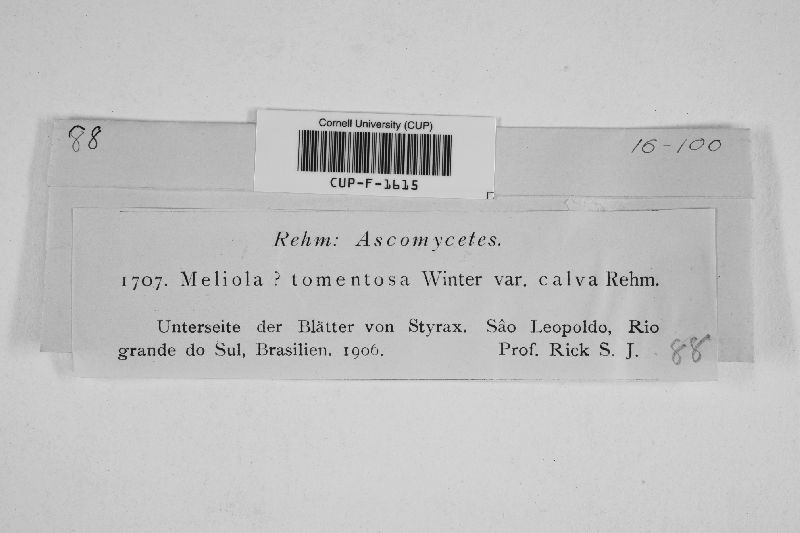 88
Cornell University (CUP)
16-100
CUP-F-1615
Rehm: Ascomycetes.
1707. Meliola ? tomentosa Winter var. calva Rehm.
Unterseite der Blätter von Styrax. Sâo Leopoldo, Rio
grande do Sul, Brasilien. 1906. Prof. Rick S. J. 88